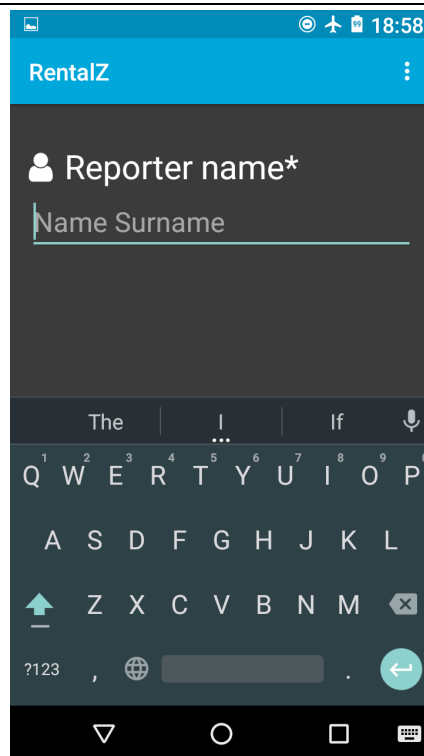 99 18:58
RentalZ
Reporter name*
Name Surname
The I If
1 2 3 4 5 6 7 8 9
Q W E R T Y U I O P
A S D F G H J K L
Z X C V B N M
?123 , .